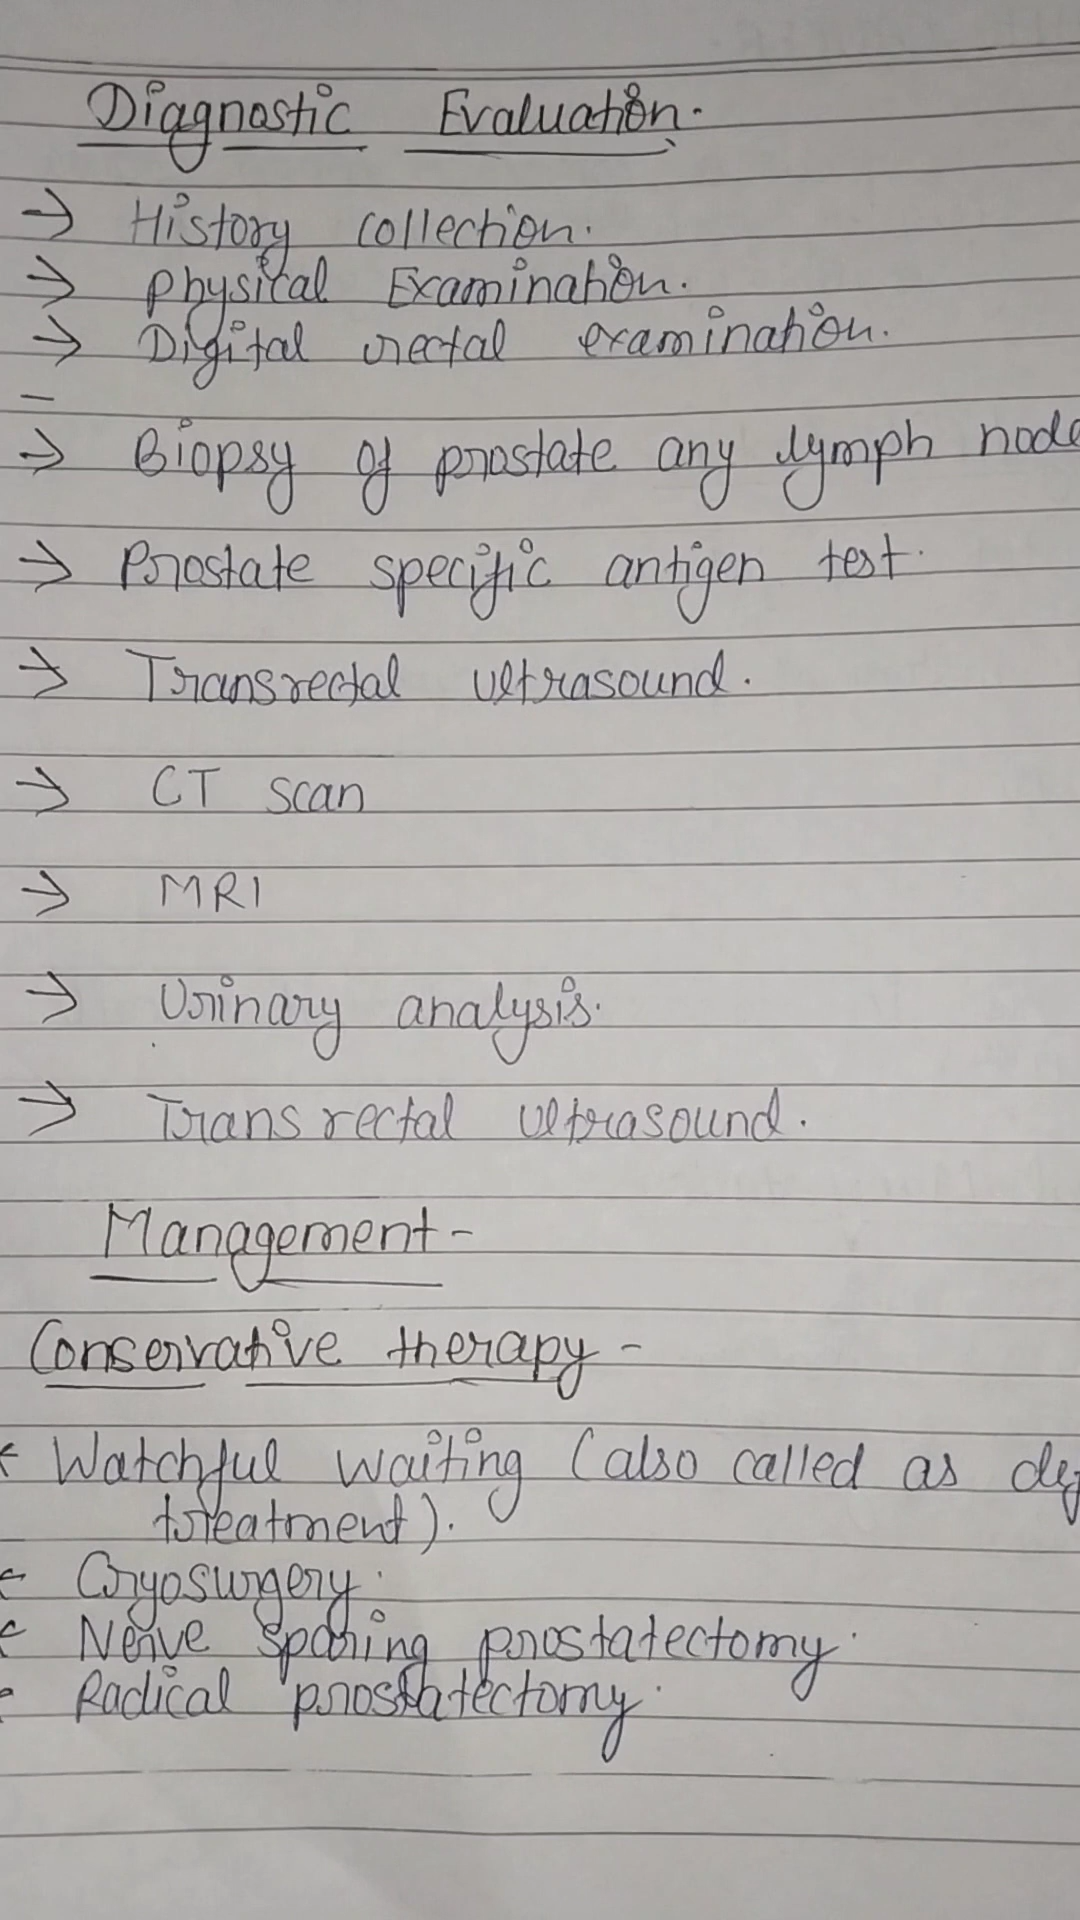 Diagnostic Evaluation.
→ History collection.
→ Physical Examination.
→ Digital rectal examination.
–
→ Biopsy of prostate any lymph node
→ Prostate specific antigen test.
→ Transrectal ultrasound.
→ CT scan
→ MRI
→ Urinary analysis.
→ Trans rectal ultrasound.
Management -
Conservative therapy -
Watchful waiting (also called as
treatment).
Cryosurgery.
Nerve sparing prostatectomy.
Radical prostatectomy.